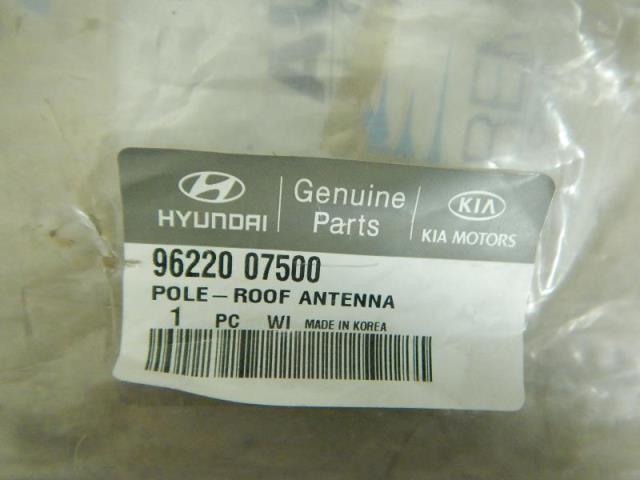 HYUNDAI
Genuine
Parts
KIA
KIA MOTORS
96220 07500
POLE-ROOF ANTENNA
1 PC WI MADE IN KOREA